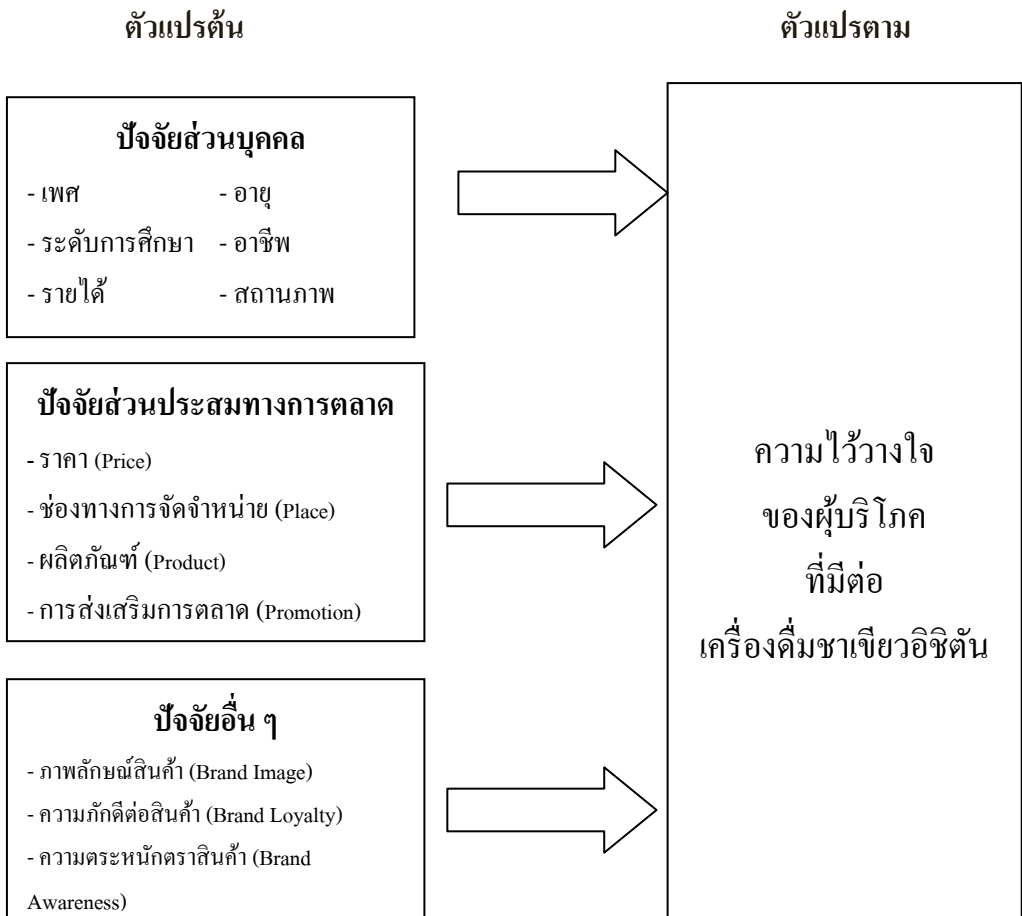 ตัวแปรต้น
ตัวแปรตาม
ปัจจัยส่วนบุคคล
- เพศ - อายุ
- ระดับการศึกษา - อาชีพ
- รายได้ - สถานภาพ
ปัจจัยส่วนประสมทางการตลาด
- ราคา (Price)
- ช่องทางการจัดจำหน่าย (Place)
- ผลิตภัณฑ์ (Product)
- การส่งเสริมการตลาด (Promotion)
ปัจจัยอื่น ๆ
- ภาพลักษณ์สินค้า (Brand Image)
- ความภักดีต่อสินค้า (Brand Loyalty)
- ความตระหนักตราสินค้า (Brand
Awareness)
ความไว้วางใจ
ของผุ้บริโภค
ที่มีต่อ
เครื่องดื่มชาเขียวอิชิตัน